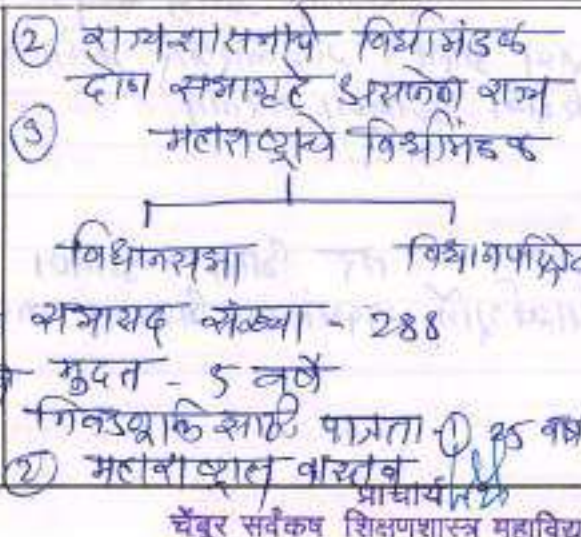 ② राज्यशासनाचे विधीमंडळ
दोन सभागृहे असलेले राज्य
③ महाराष्ट्राचे विधीमंडळ
विधानसभा विधानपरिषद
सभासद संख्या - 288
मुदत - 5 वर्षे
निवडणूकीसाठी पात्रता - ① 25 वर्ष
② महाराष्ट्रात वास्तव
प्राचार्य
चेंबूर सर्वंकष शिक्षणशास्त्र महाविद्य